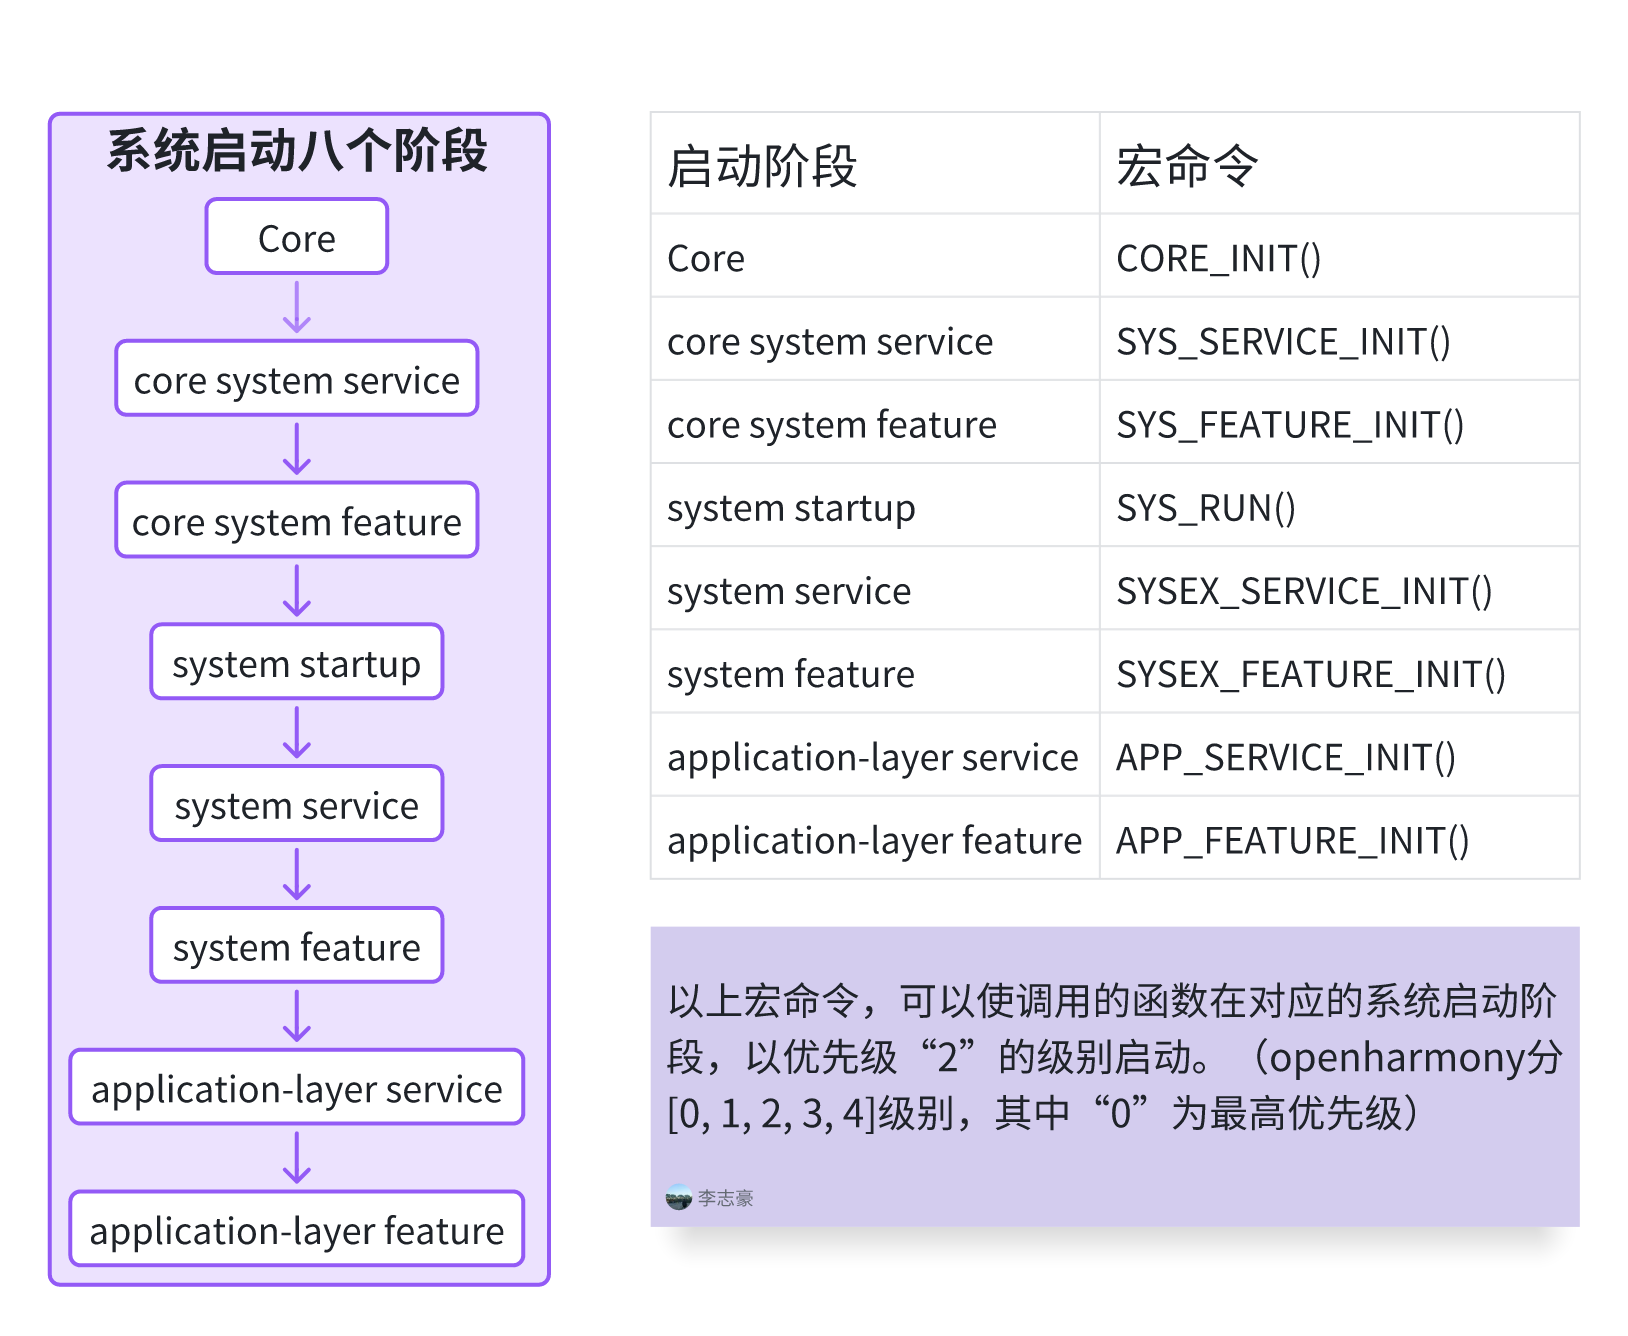 系统启动八个阶段
Core
core system service
core system feature
system startup
system service
system feature
application-layer service
application-layer feature
启动阶段 宏命令
Core CORE_INIT()
core system service SYS_SERVICE_INIT()
core system feature SYS_FEATURE_INIT()
system startup SYS_RUN()
system service SYSEX_SERVICE_INIT()
system feature SYSEX_FEATURE_INIT()
application-layer service APP_SERVICE_INIT()
application-layer feature APP_FEATURE_INIT()
以上宏命令，可以使调用的函数在对应的系统启动阶
段，以优先级“2”的级别启动。（openharmony分
[0, 1, 2, 3, 4]级别，其中“0”为最高优先级）
李志豪